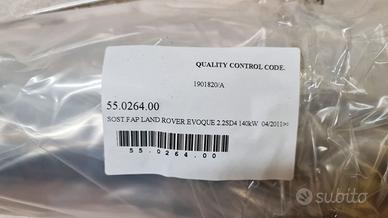 QUALITY CONTROL CODE.
1901820/A
55.0264.00
SOST.FAP LAND ROVER EVOQUE 2.2SD4 140kW 04/2011>
55.0264.00
subito